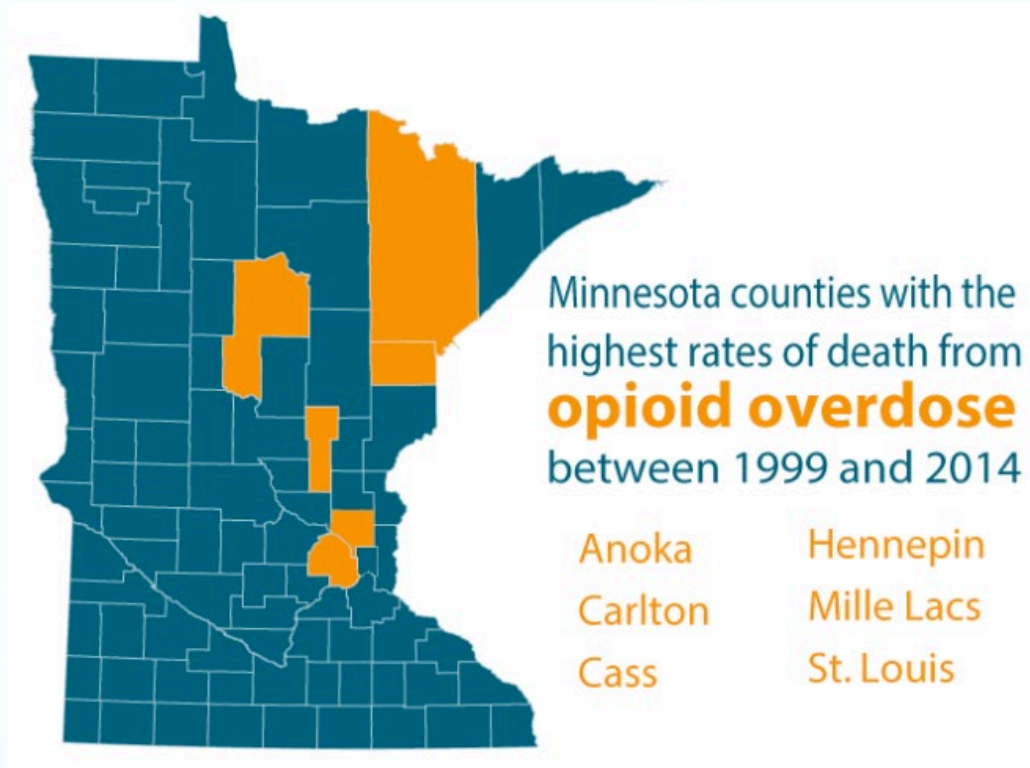 Minnesota counties with the
highest rates of death from
opioid overdose
between 1999 and 2014
Anoka
Carlton
Cass
Hennepin
Mille Lacs
St. Louis